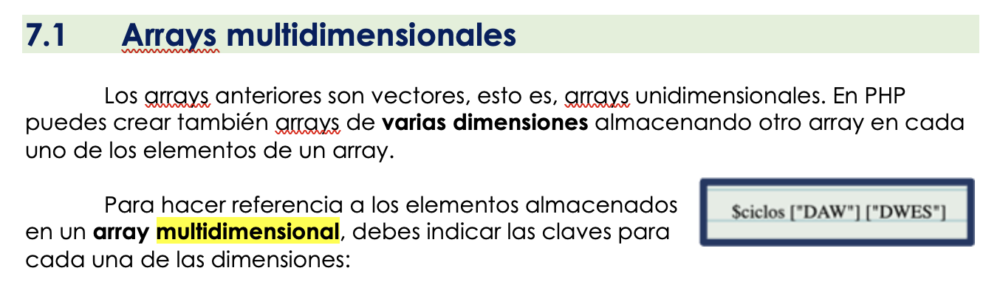 7.1 Arrays multidimensionales
Los arrays anteriores son vectores, esto es, arrays unidimensionales. En PHP
puedes crear también arrays de varias dimensiones almacenando otro array en cada
uno de los elementos de un array.
Para hacer referencia a los elementos almacenados
en un array multidimensional, debes indicar las claves para
cada una de las dimensiones:
$ciclos ["DAW"] ["DWES"]